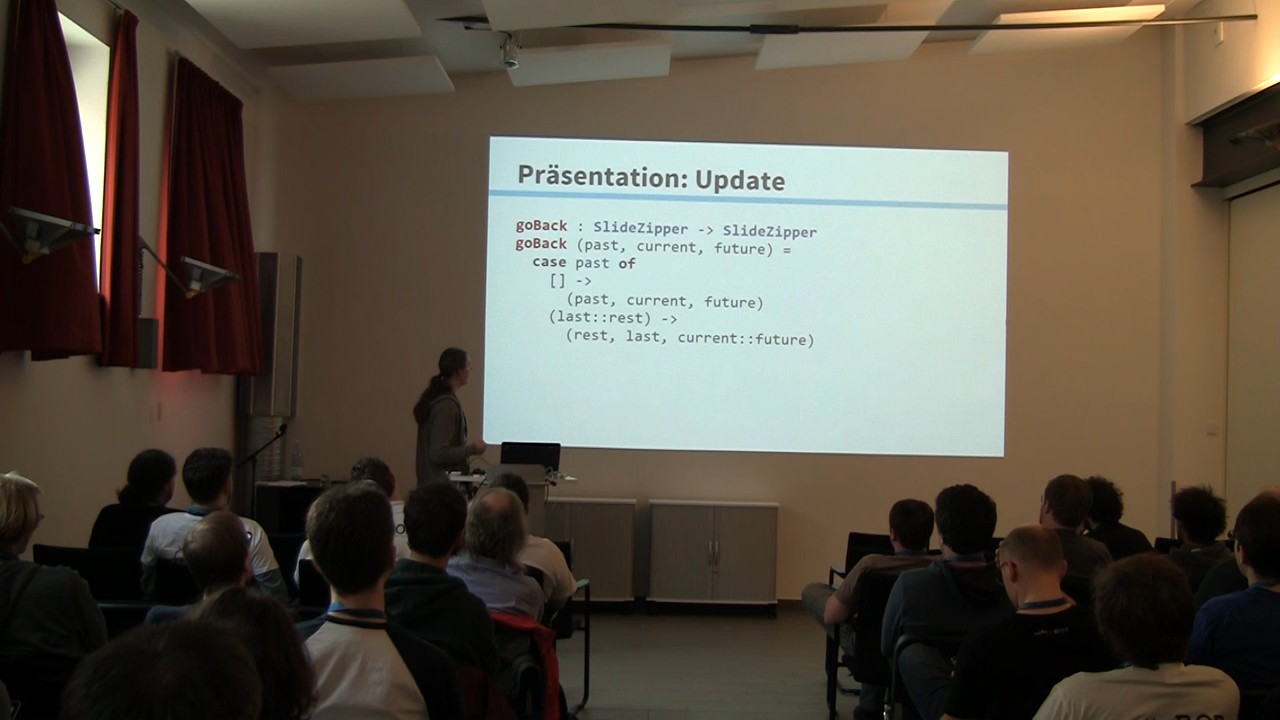 Präsentation: Update
goBack : SlideZipper -> SlideZipper
goBack (past, current, future) =
case past of
[] ->
(past, current, future)
(last::rest) ->
(rest, last, current::future)